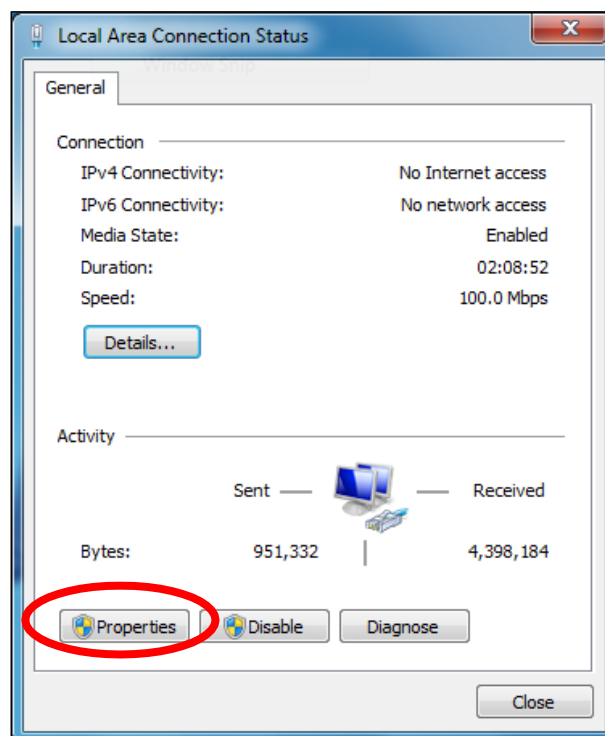 Local Area Connection Status
Window Snip
General
Connection
IPv4 Connectivity: No Internet access
IPv6 Connectivity: No network access
Media State: Enabled
Duration: 02:08:52
Speed: 100.0 Mbps
Details...
Activity
Sent Received
Bytes: 951,332 4,398,184
Properties Disable Diagnose
Close